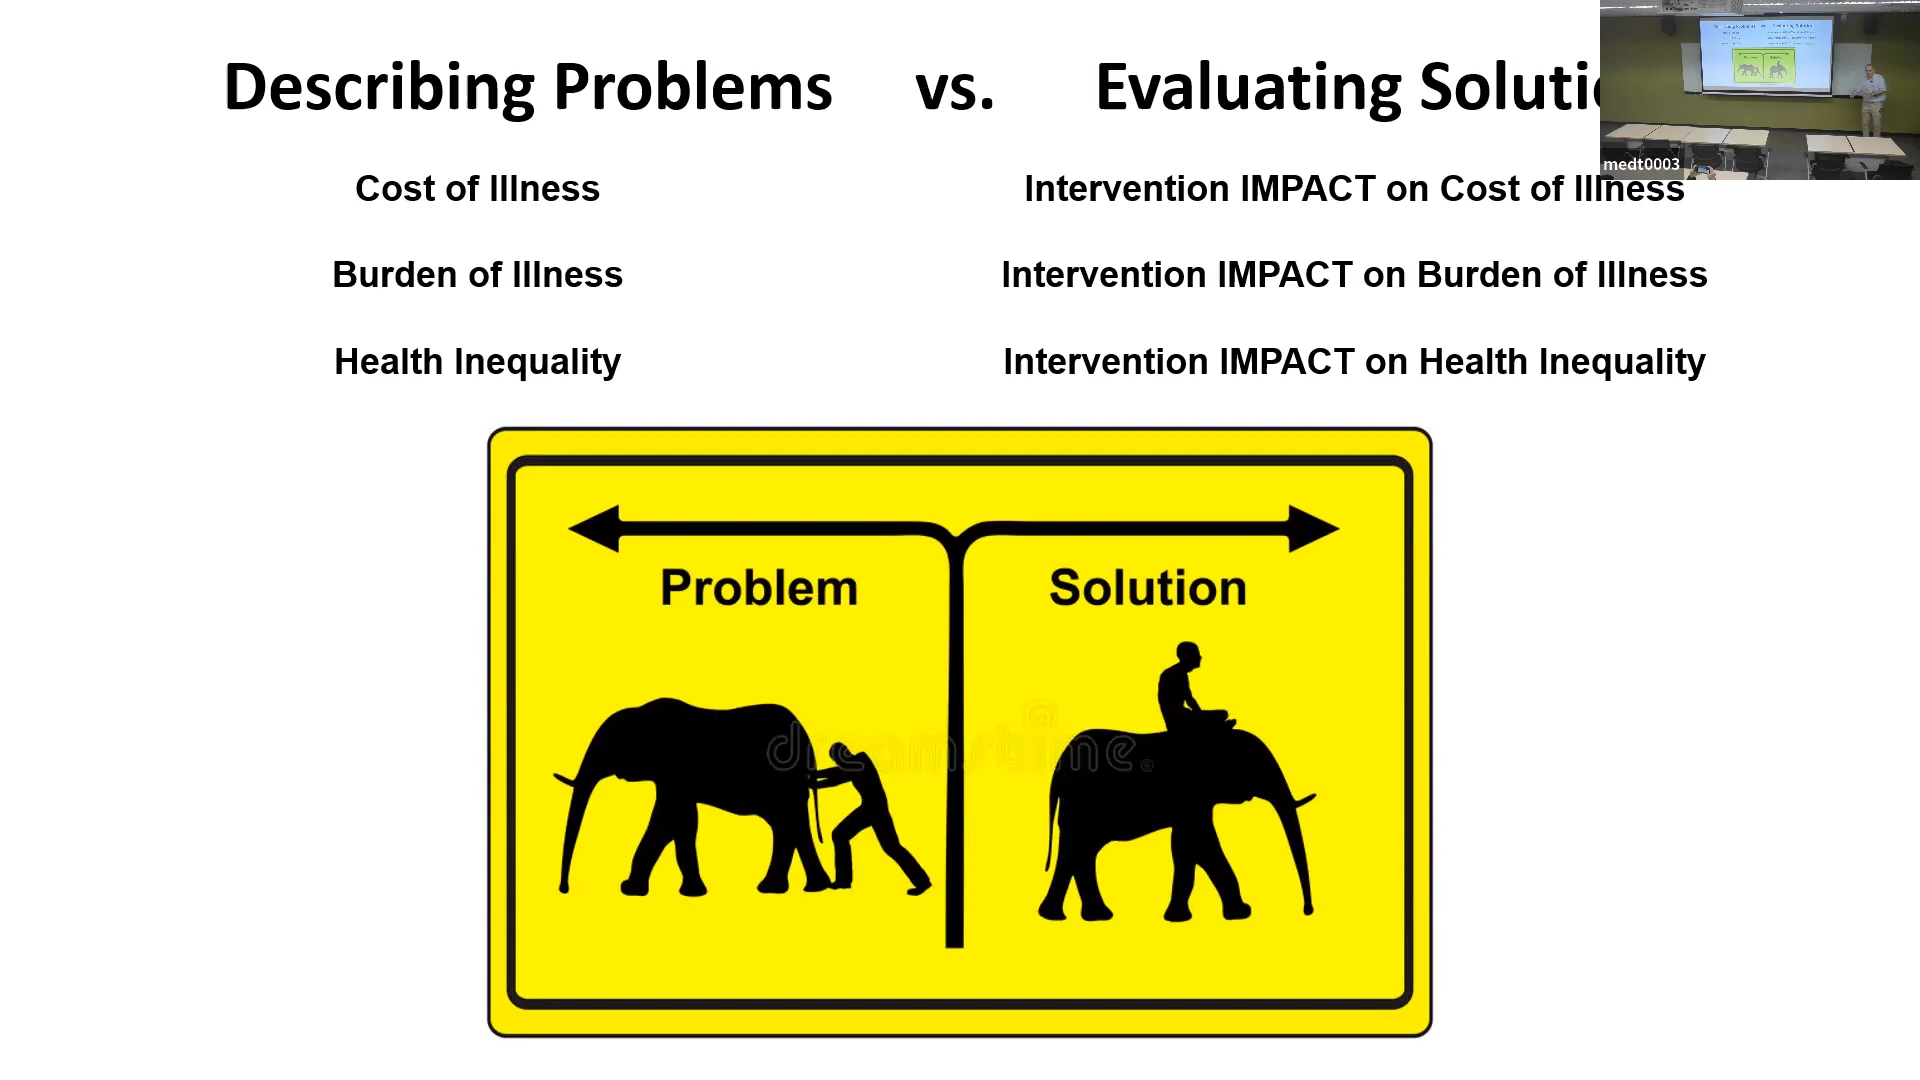 Describing Problems vs. Evaluating Soluti
Cost of Illness
Intervention IMPACT on Cost of Illness
Burden of Illness
Intervention IMPACT on Burden of Illness
Health Inequality
Intervention IMPACT on Health Inequality
Problem
Solution
dreamstime
medt0003